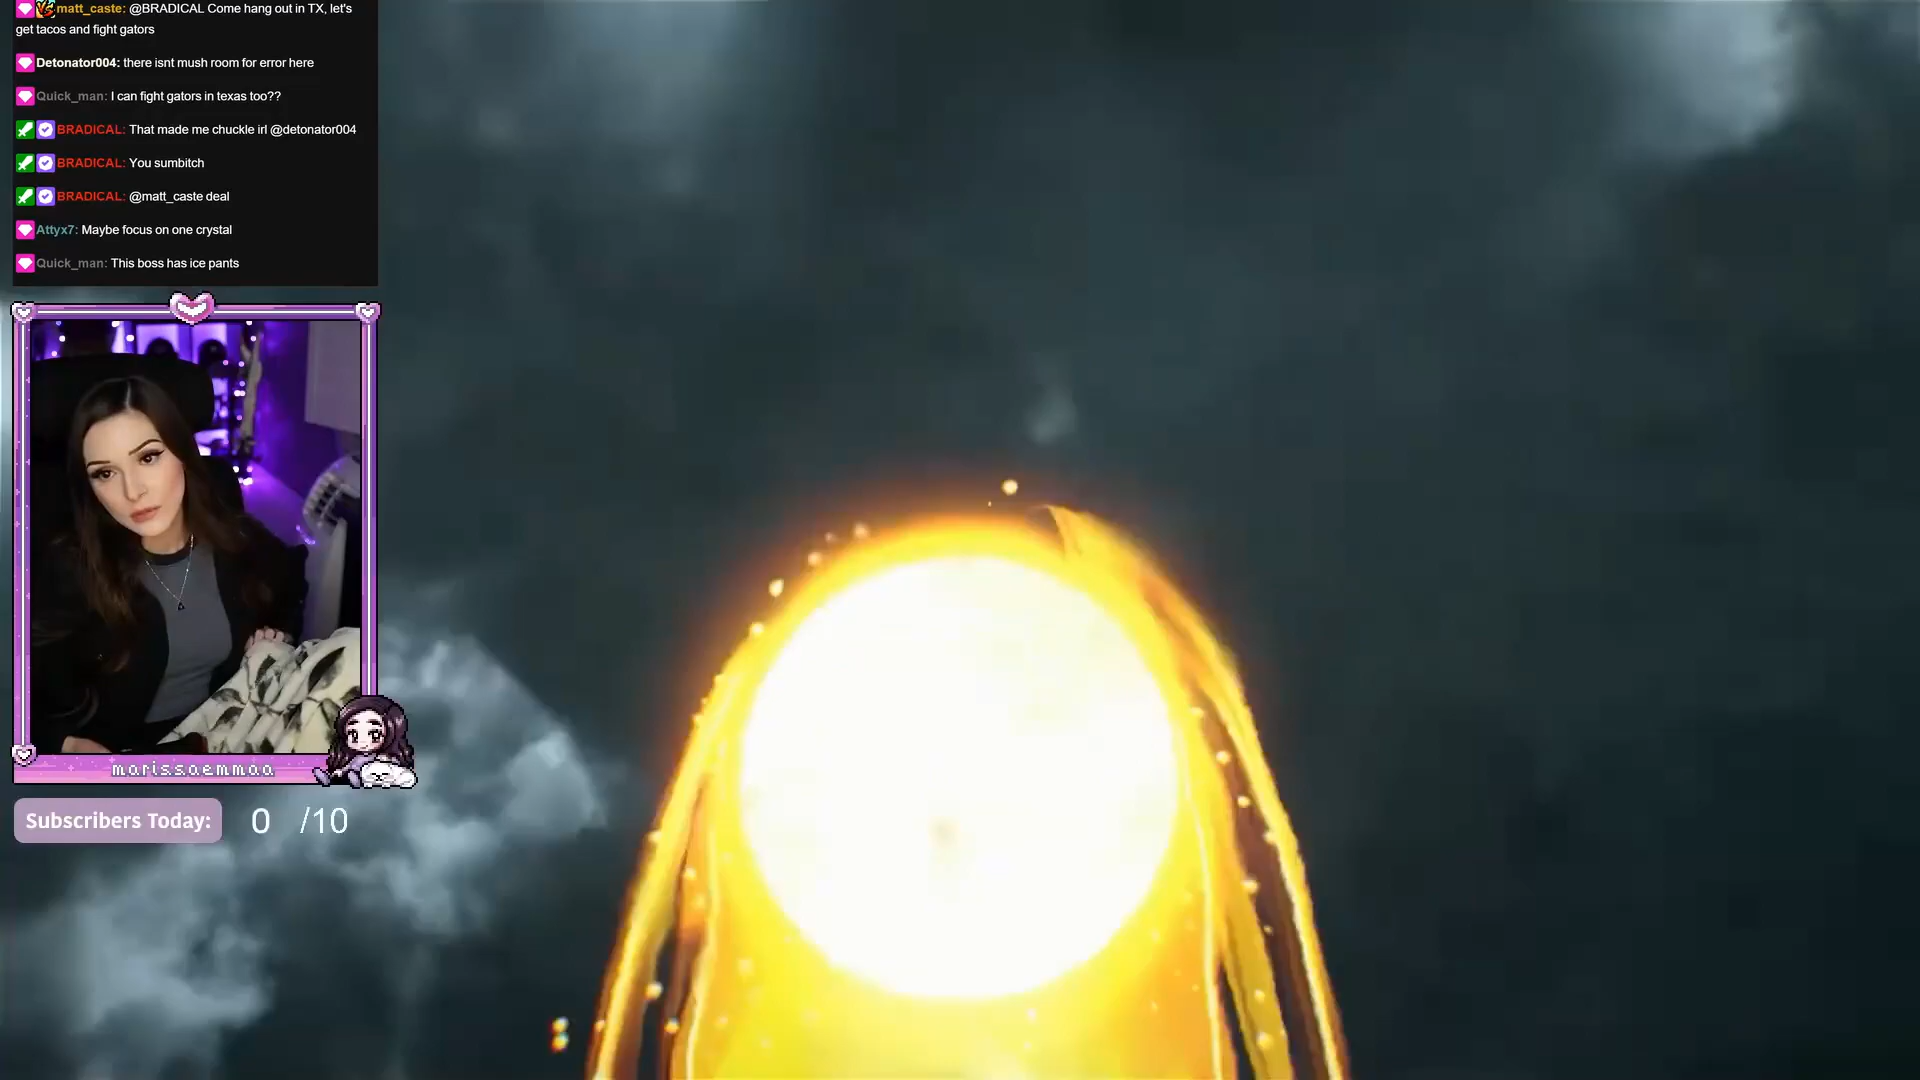 matt_caste: @BRADICAL Come hang out in TX, let's
get tacos and fight gators
Detonator004: there isnt mush room for error here
Quick_man: I can fight gators in texas too??
BRADICAL: That made me chuckle irl @detonator004
BRADICAL: You sumbitch
BRADICAL: @matt_caste deal
Attyx7: Maybe focus on one crystal
Quick_man: This boss has ice pants
marissaemmaa
Subscribers Today: 0 /10